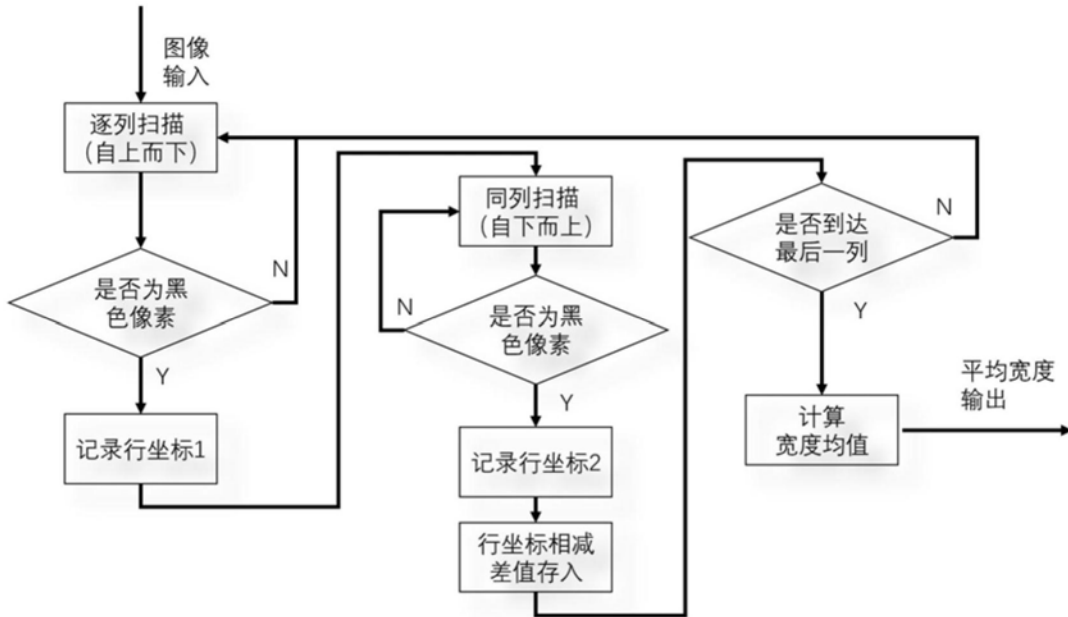 图像
输入
逐列扫描
（自上而下）
是否为黑
色像素
N
Y
记录行坐标1
同列扫描
（自下而上）
N
是否为黑
色像素
Y
记录行坐标2
行坐标相减
差值存入
是否到达
最后一列
N
Y
计算
宽度均值
平均宽度
输出